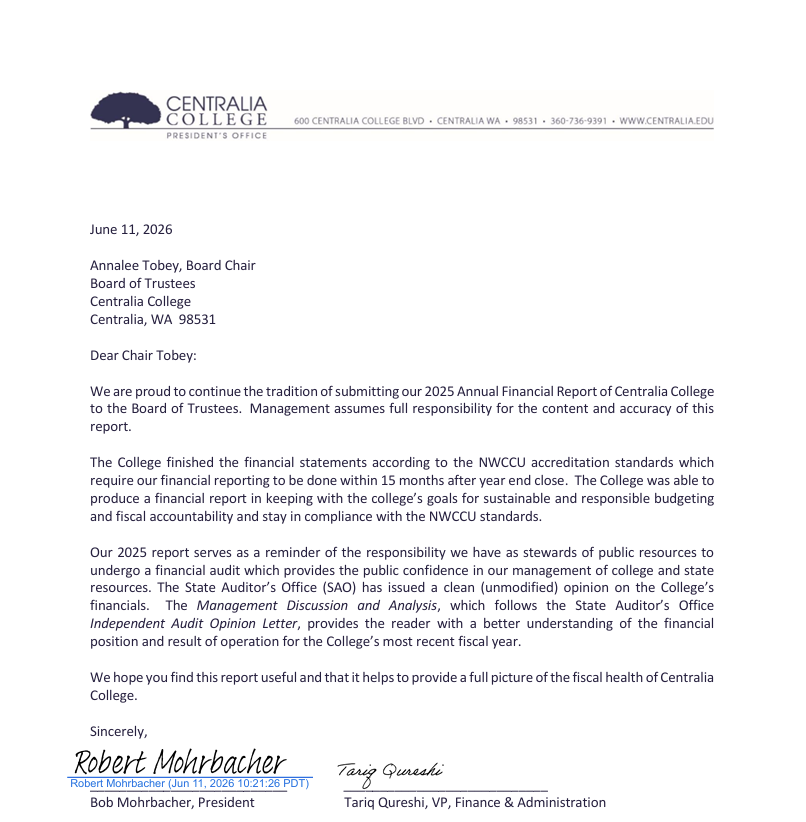 CENTRALIA
COLLEGE
PRESIDENT'S OFFICE
600 CENTRALIA COLLEGE BLVD • CENTRALIA WA • 98531 • 360-736-9391 • WWW.CENTRALIA.EDU
June 11, 2026
Annalee Tobey, Board Chair
Board of Trustees
Centralia College
Centralia, WA  98531
Dear Chair Tobey:
We are proud to continue the tradition of submitting our 2025 Annual Financial Report of Centralia College
to the Board of Trustees.  Management assumes full responsibility for the content and accuracy of this
report.
The College finished the financial statements according to the NWCCU accreditation standards which
require our financial reporting to be done within 15 months after year end close.  The College was able to
produce a financial report in keeping with the college's goals for sustainable and responsible budgeting
and fiscal accountability and stay in compliance with the NWCCU standards.
Our 2025 report serves as a reminder of the responsibility we have as stewards of public resources to
undergo a financial audit which provides the public confidence in our management of college and state
resources. The State Auditor's Office (SAO) has issued a clean (unmodified) opinion on the College's
financials.  The Management Discussion and Analysis, which follows the State Auditor's Office
Independent Audit Opinion Letter, provides the reader with a better understanding of the financial
position and result of operation for the College's most recent fiscal year.
We hope you find this report useful and that it helps to provide a full picture of the fiscal health of Centralia
College.
Sincerely,
Robert Mohrbacher
Tariq Qureshi
Robert Mohrbacher (Jun 11, 2026 10:21:26 PDT)
Bob Mohrbacher, President
Tariq Qureshi, VP, Finance & Administration